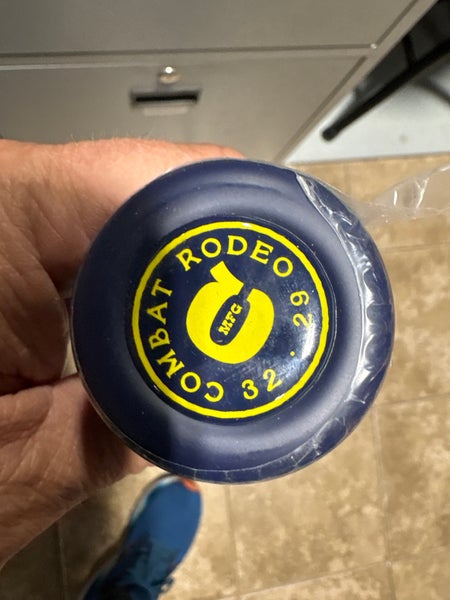 COMBAT RODEO
MFG
32 . 29